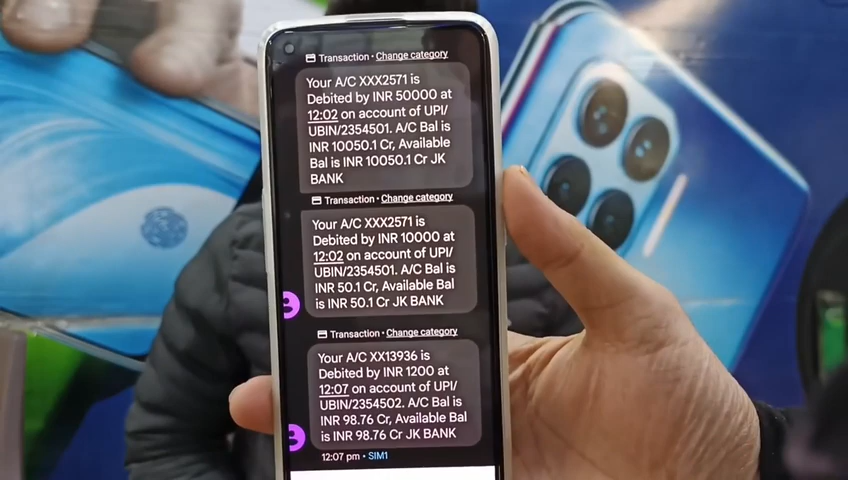 Transaction • Change category
Your A/C XXX2571 is
Debited by INR 50000 at
12:02 on account of UPI/
UBIN/2354501. A/C Bal is
INR 10050.1 Cr, Available
Bal is INR 10050.1 Cr JK
BANK
Transaction • Change category
Your A/C XXX2571 is
Debited by INR 10000 at
12:02 on account of UPI/
UBIN/2354501. A/C Bal is
INR 50.1 Cr, Available Bal
is INR 50.1 Cr JK BANK
Transaction • Change category
Your A/C XX13936 is
Debited by INR 1200 at
12:07 on account of UPI/
UBIN/2354502. A/C Bal is
INR 98.76 Cr, Available Bal
is INR 98.76 Cr JK BANK
12:07 pm • SIM1